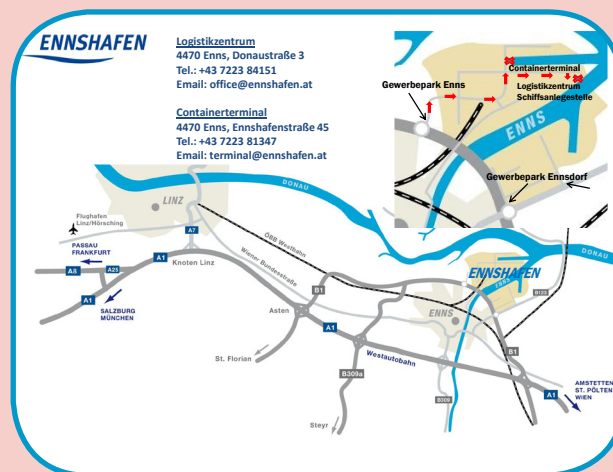 ENNSHAFEN
Logistikzentrum
4470 Enns, Donaustraße 3
Tel.: +43 7223 84151
Email: office@ennshafen.at
Containerterminal
4470 Enns, Ennshafenstraße 45
Tel.: +43 7223 81347
Email: terminal@ennshafen.at
Containerterminal
Gewerbepark Enns
Logistikzentrum
Schiffsanlegestelle
ENNS
Gewerbepark Ennsdorf
DONAU
LINZ
Flughafen
Linz/Hörsching
PASSAU
FRANKFURT
A8
A25
A1
A7
Knoten Linz
A1
SALZBURG
MÜNCHEN
ÖBB Westbahn
Wiener Bundesstraße
DONAU
ENNSHAFEN
ENNS
B1
B123
Asten
ENNS
A1
St. Florian
Westautobahn
B1
B309a
AMSTETTEN
ST. PÖLTEN
WIEN
A1
B309
Steyr